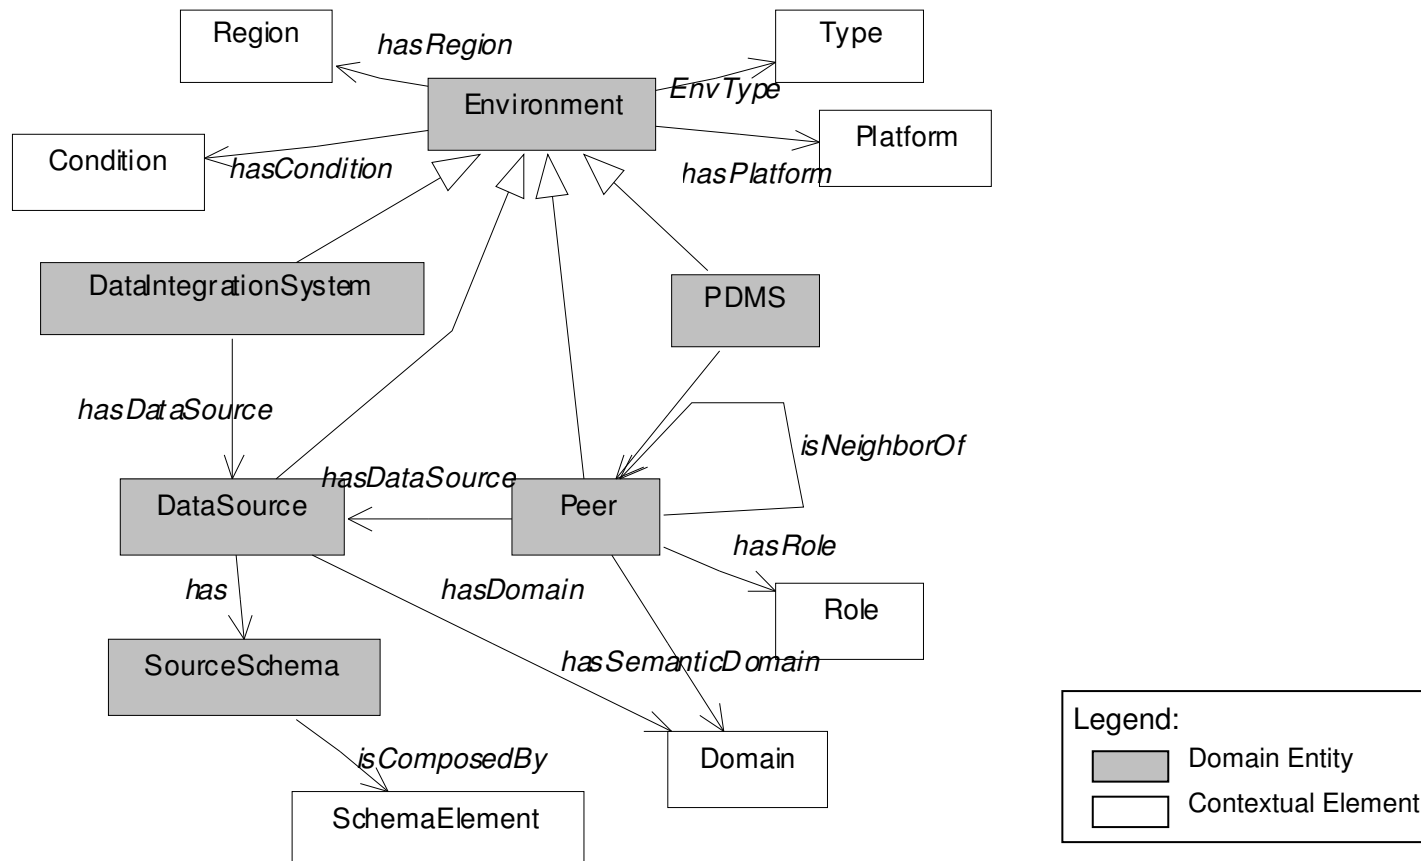 Region
hasRegion
Type
EnvType
Environment
Platform
Condition
hasCondition
hasPlatform
DataIntegrationSystem
PDMS
hasDataSource
isNeighborOf
hasDataSource
DataSource
Peer
hasRole
has
hasDomain
Role
SourceSchema
hasSemanticDomain
Legend:
isComposedBy
Domain
Domain Entity
SchemaElement
Contextual Element